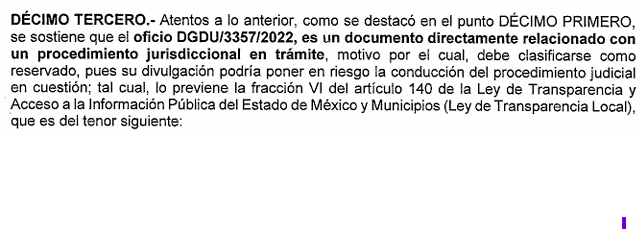 DÉCIMO TERCERO.- Atentos a lo anterior, como se destacó en el punto DÉCIMO PRIMERO,
se sostiene que el oficio DGDU/3357/2022, es un documento directamente relacionado con
un procedimiento jurisdiccional en trámite, motivo por el cual, debe clasificarse como
reservado, pues su divulgación podría poner en riesgo la conducción del procedimiento judicial
en cuestión; tal cual, lo previene la fracción VI del artículo 140 de la Ley de Transparencia y
Acceso a la Información Pública del Estado de México y Municipios (Ley de Transparencia Local),
que es del tenor siguiente: